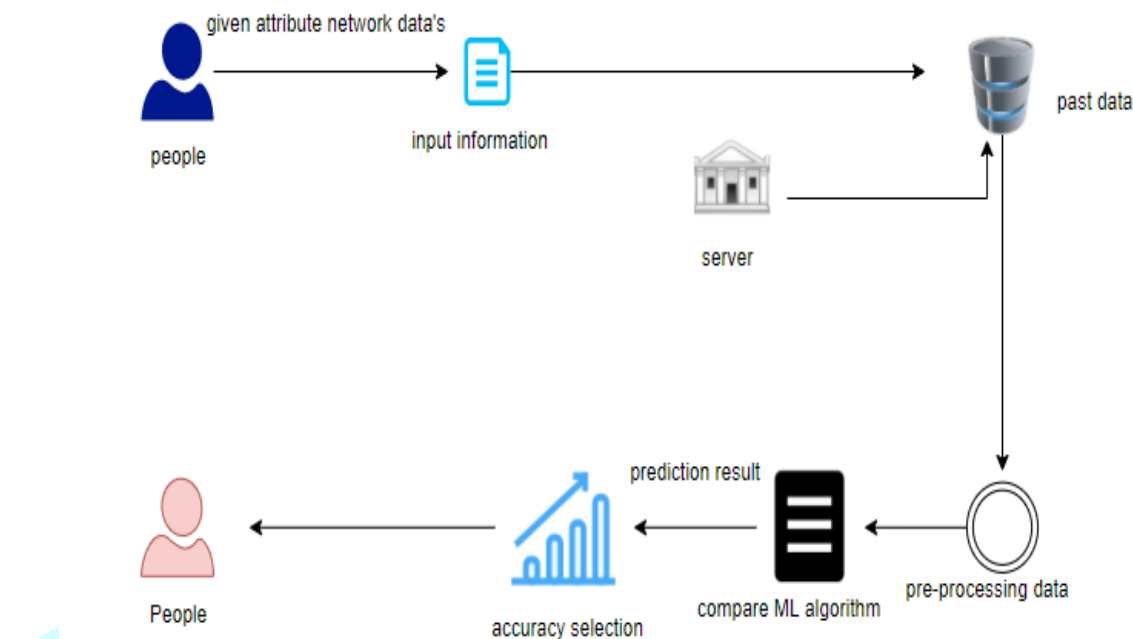 given attribute network data's
people
input information
past data
server
prediction result
pre-processing data
compare ML algorithm
accuracy selection
People